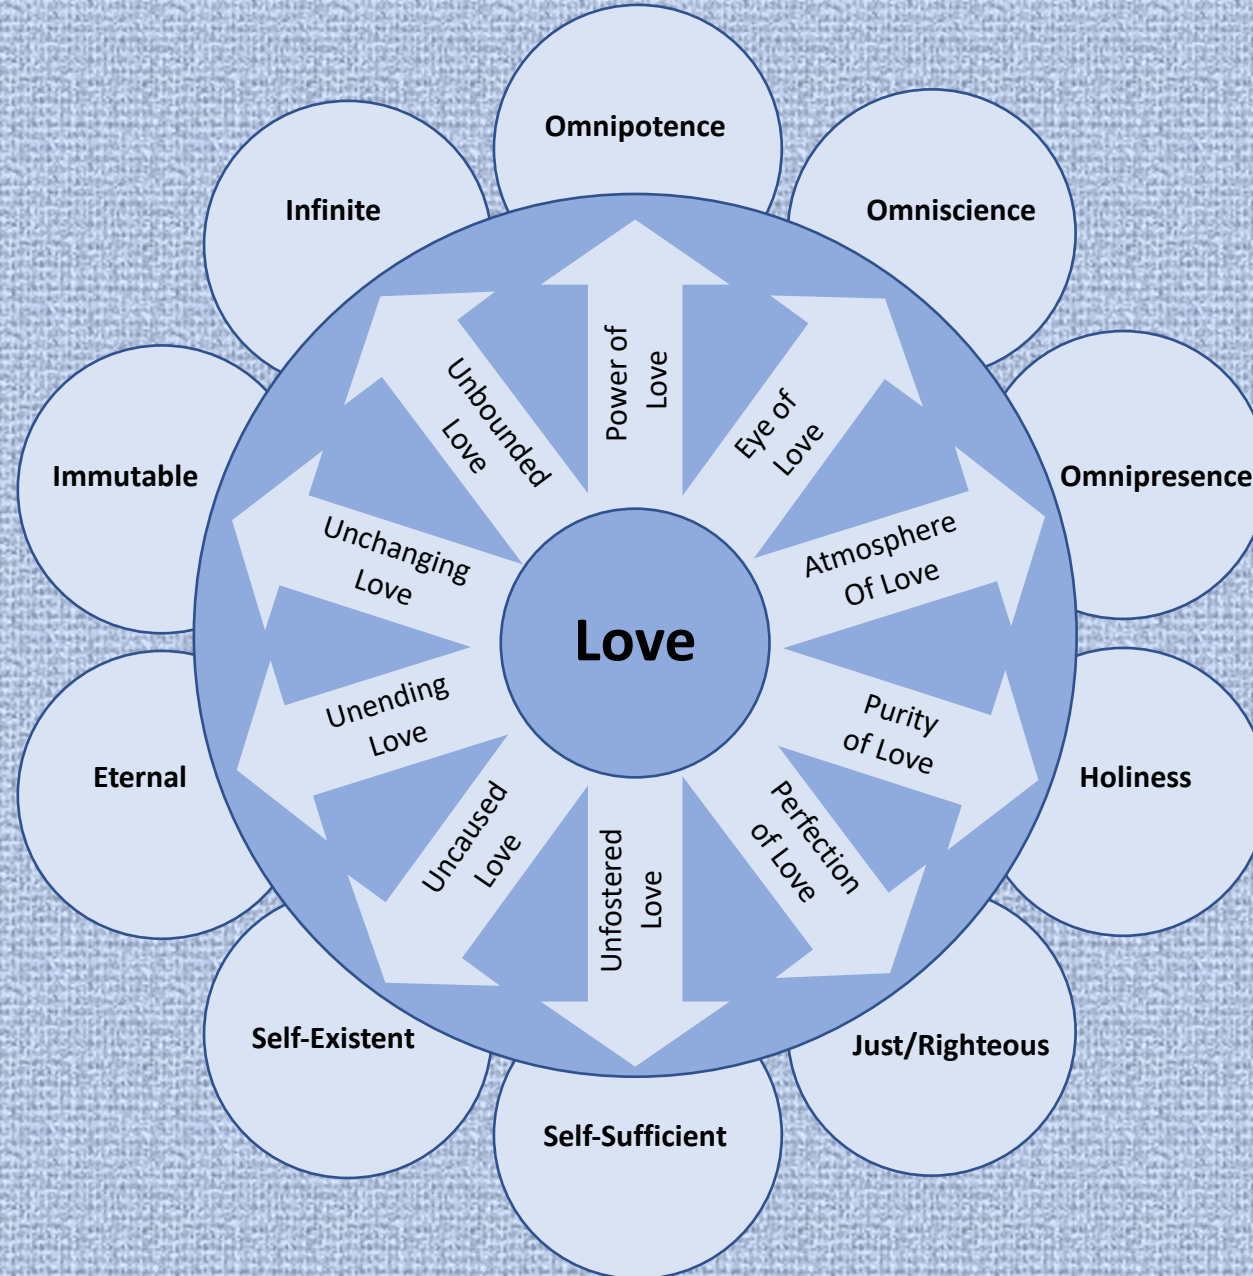 Omnipotence
Omniscience
Omnipresence
Holiness
Just/Righteous
Self-Sufficient
Self-Existent
Eternal
Immutable
Infinite
Power of
Love
Eye of
Love
Atmosphere
Of Love
Purity
of Love
Perfection
of Love
Unfostered
Love
Uncaused
Love
Unending
Love
Unchanging
Love
Unbounded
Love
Love